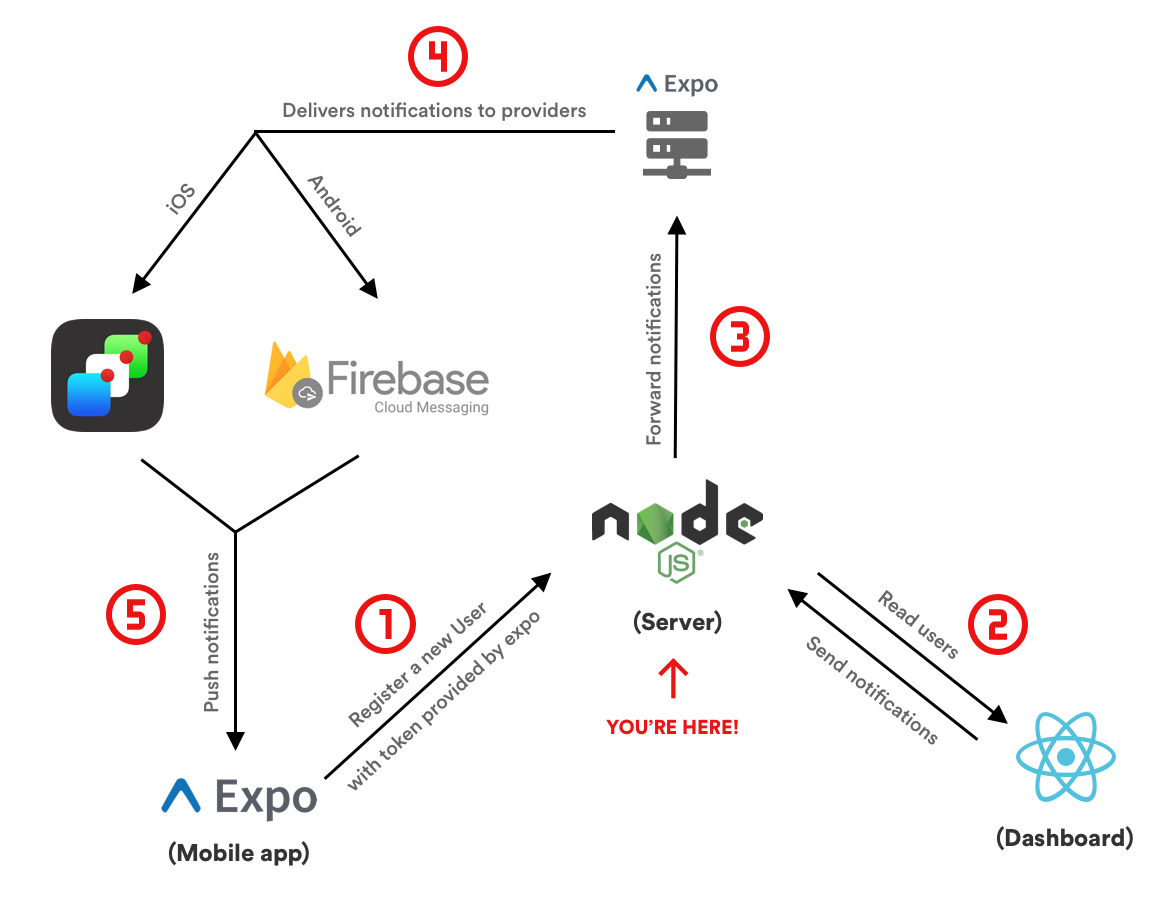 4
Expo
Delivers notifications to providers
iOS
Android
Forward notifications
3
Firebase
Cloud Messaging
node
JS
®
(Server)
YOU'RE HERE!
5
Push notifications
1
Register a new User
with token provided by expo
Read users
2
Send notifications
Expo
(Mobile app)
(Dashboard)